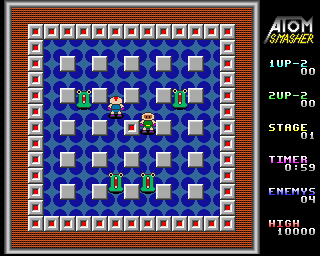 ATOM
SMASHER
1UP-2
00
2UP-2
00
STAGE
01
TIMER
0:59
ENEMYS
04
HIGH
10000